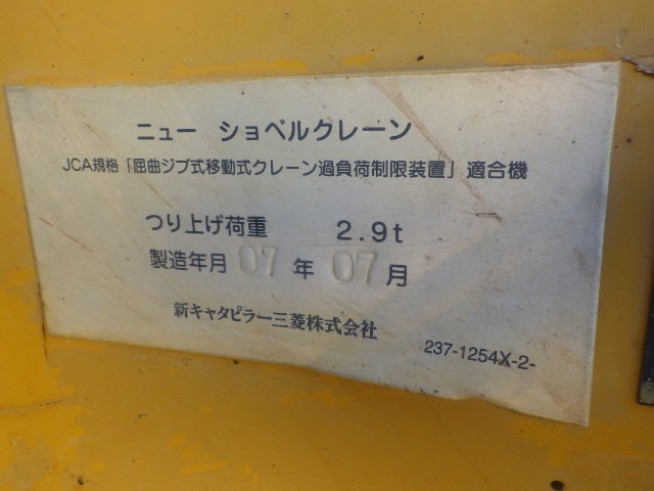 ニュー ショベルクレーン
JCA規格「屈曲ジブ式移動式クレーン過負荷制限装置」適合機
つり上げ荷重 2.9t
製造年月 07 年 07 月
新キャタピラー三菱株式会社
237-1254X-2-